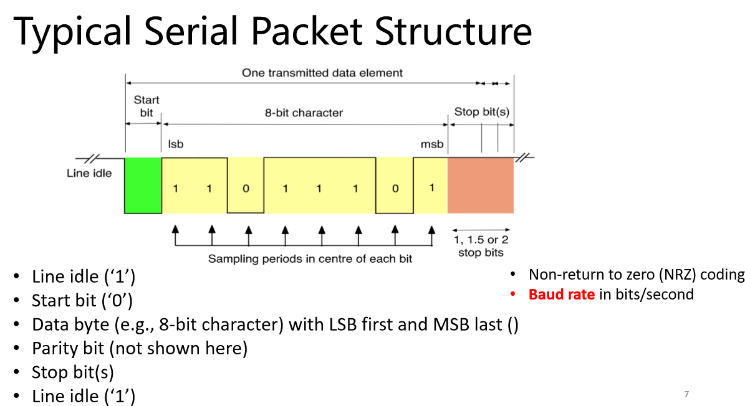 Typical Serial Packet Structure
One transmitted data element
Start
bit
8-bit character
Stop bit(s)
lsb
msb
Line idle
1 1 0 1 1 1 0 1
Sampling periods in centre of each bit
1, 1.5 or 2
stop bits
• Line idle (‘1’)
• Start bit (‘0’)
• Data byte (e.g., 8-bit character) with LSB first and MSB last ()
• Parity bit (not shown here)
• Stop bit(s)
• Line idle (‘1’)
• Non-return to zero (NRZ) coding
• Baud rate in bits/second
7